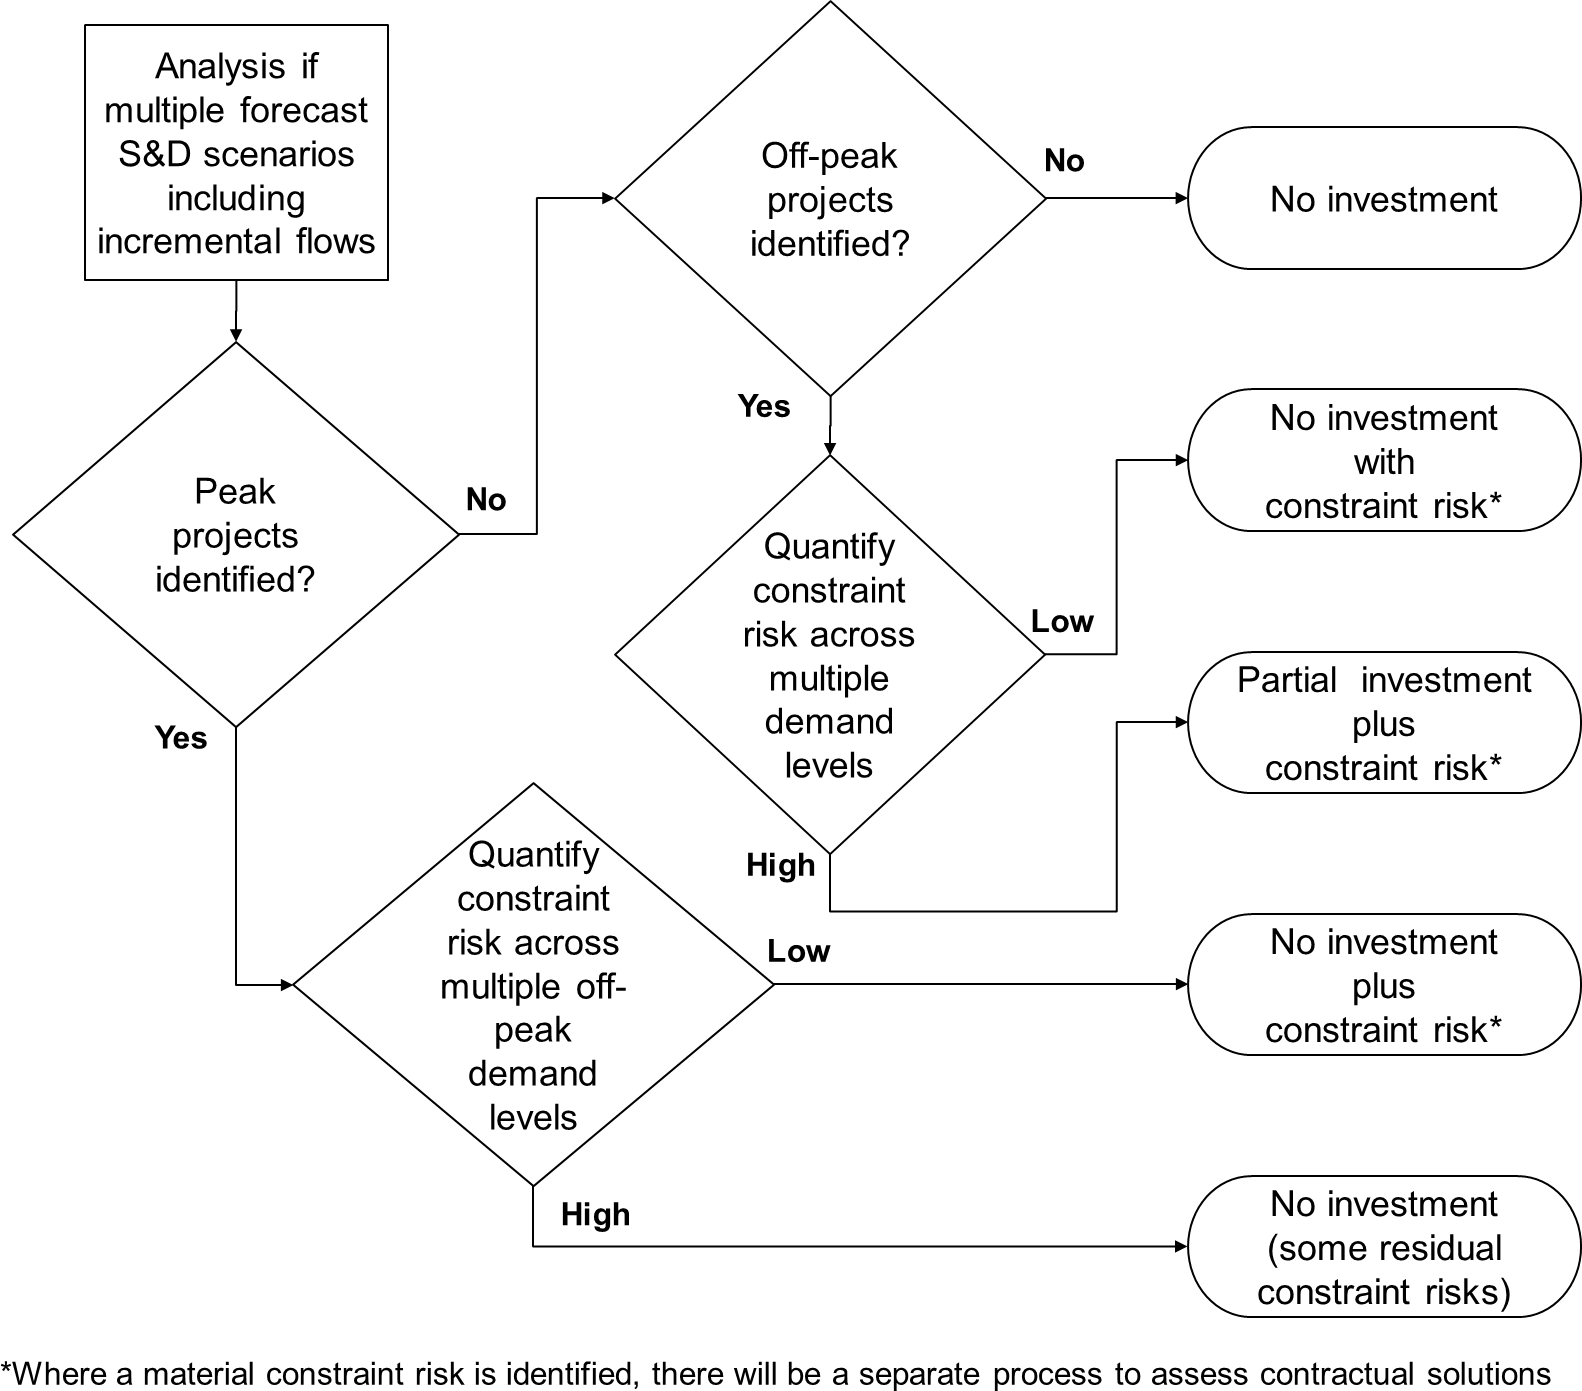 Analysis if
multiple forecast
S&D scenarios
including
incremental flows
Peak
projects
identified?
No
Yes
Off-peak
projects
identified?
No
Yes
No investment
Quantify
constraint
risk across
multiple
demand
levels
Low
High
No investment
with
constraint risk*
Partial investment
plus
constraint risk*
Quantify
constraint
risk across
multiple off-
peak
demand
levels
Low
High
No investment
plus
constraint risk*
No investment
(some residual
constraint risks)
*Where a material constraint risk is identified, there will be a separate process to assess contractual solutions